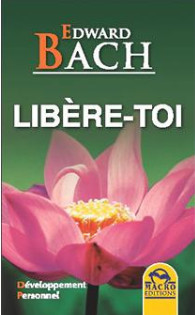 EDWARD
BACH
LIBÈRE-TOI
Développement
Personnel
MACRO
EDITIONS